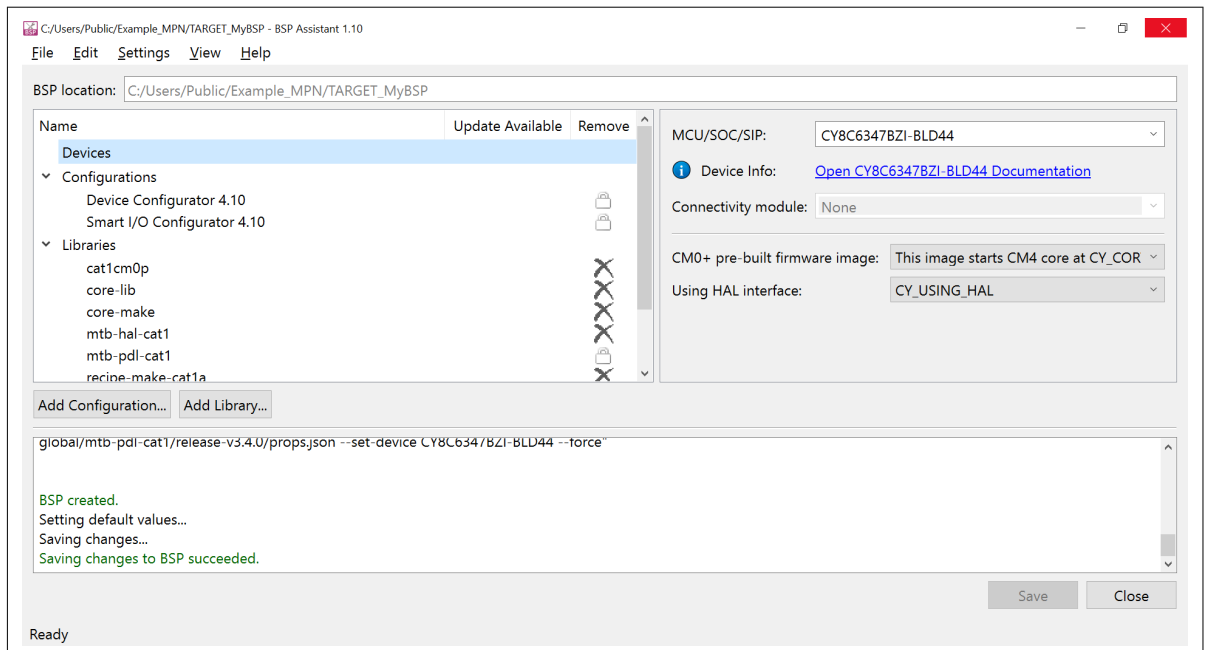 C:/Users/Public/Example_MPN/TARGET_MyBSP - BSP Assistant 1.10
File Edit Settings View Help
BSP location: C:/Users/Public/Example_MPN/TARGET_MyBSP
Name Update Available Remove
Devices
Configurations
Device Configurator 4.10
Smart I/O Configurator 4.10
Libraries
cat1cm0p
core-lib
core-make
mtb-hal-cat1
mtb-pdl-cat1
recipe-make-cat1a
MCU/SOC/SIP: CY8C6347BZI-BLD44
Device Info: Open CY8C6347BZI-BLD44 Documentation
Connectivity module: None
CM0+ pre-built firmware image: This image starts CM4 core at CY_COR
Using HAL interface: CY_USING_HAL
Add Configuration... Add Library...
global/mtb-pdl-cat1/release-v3.4.0/props.json --set-device CY8C6347BZI-BLD44 --force"
BSP created.
Setting default values...
Saving changes...
Saving changes to BSP succeeded.
Save Close
Ready